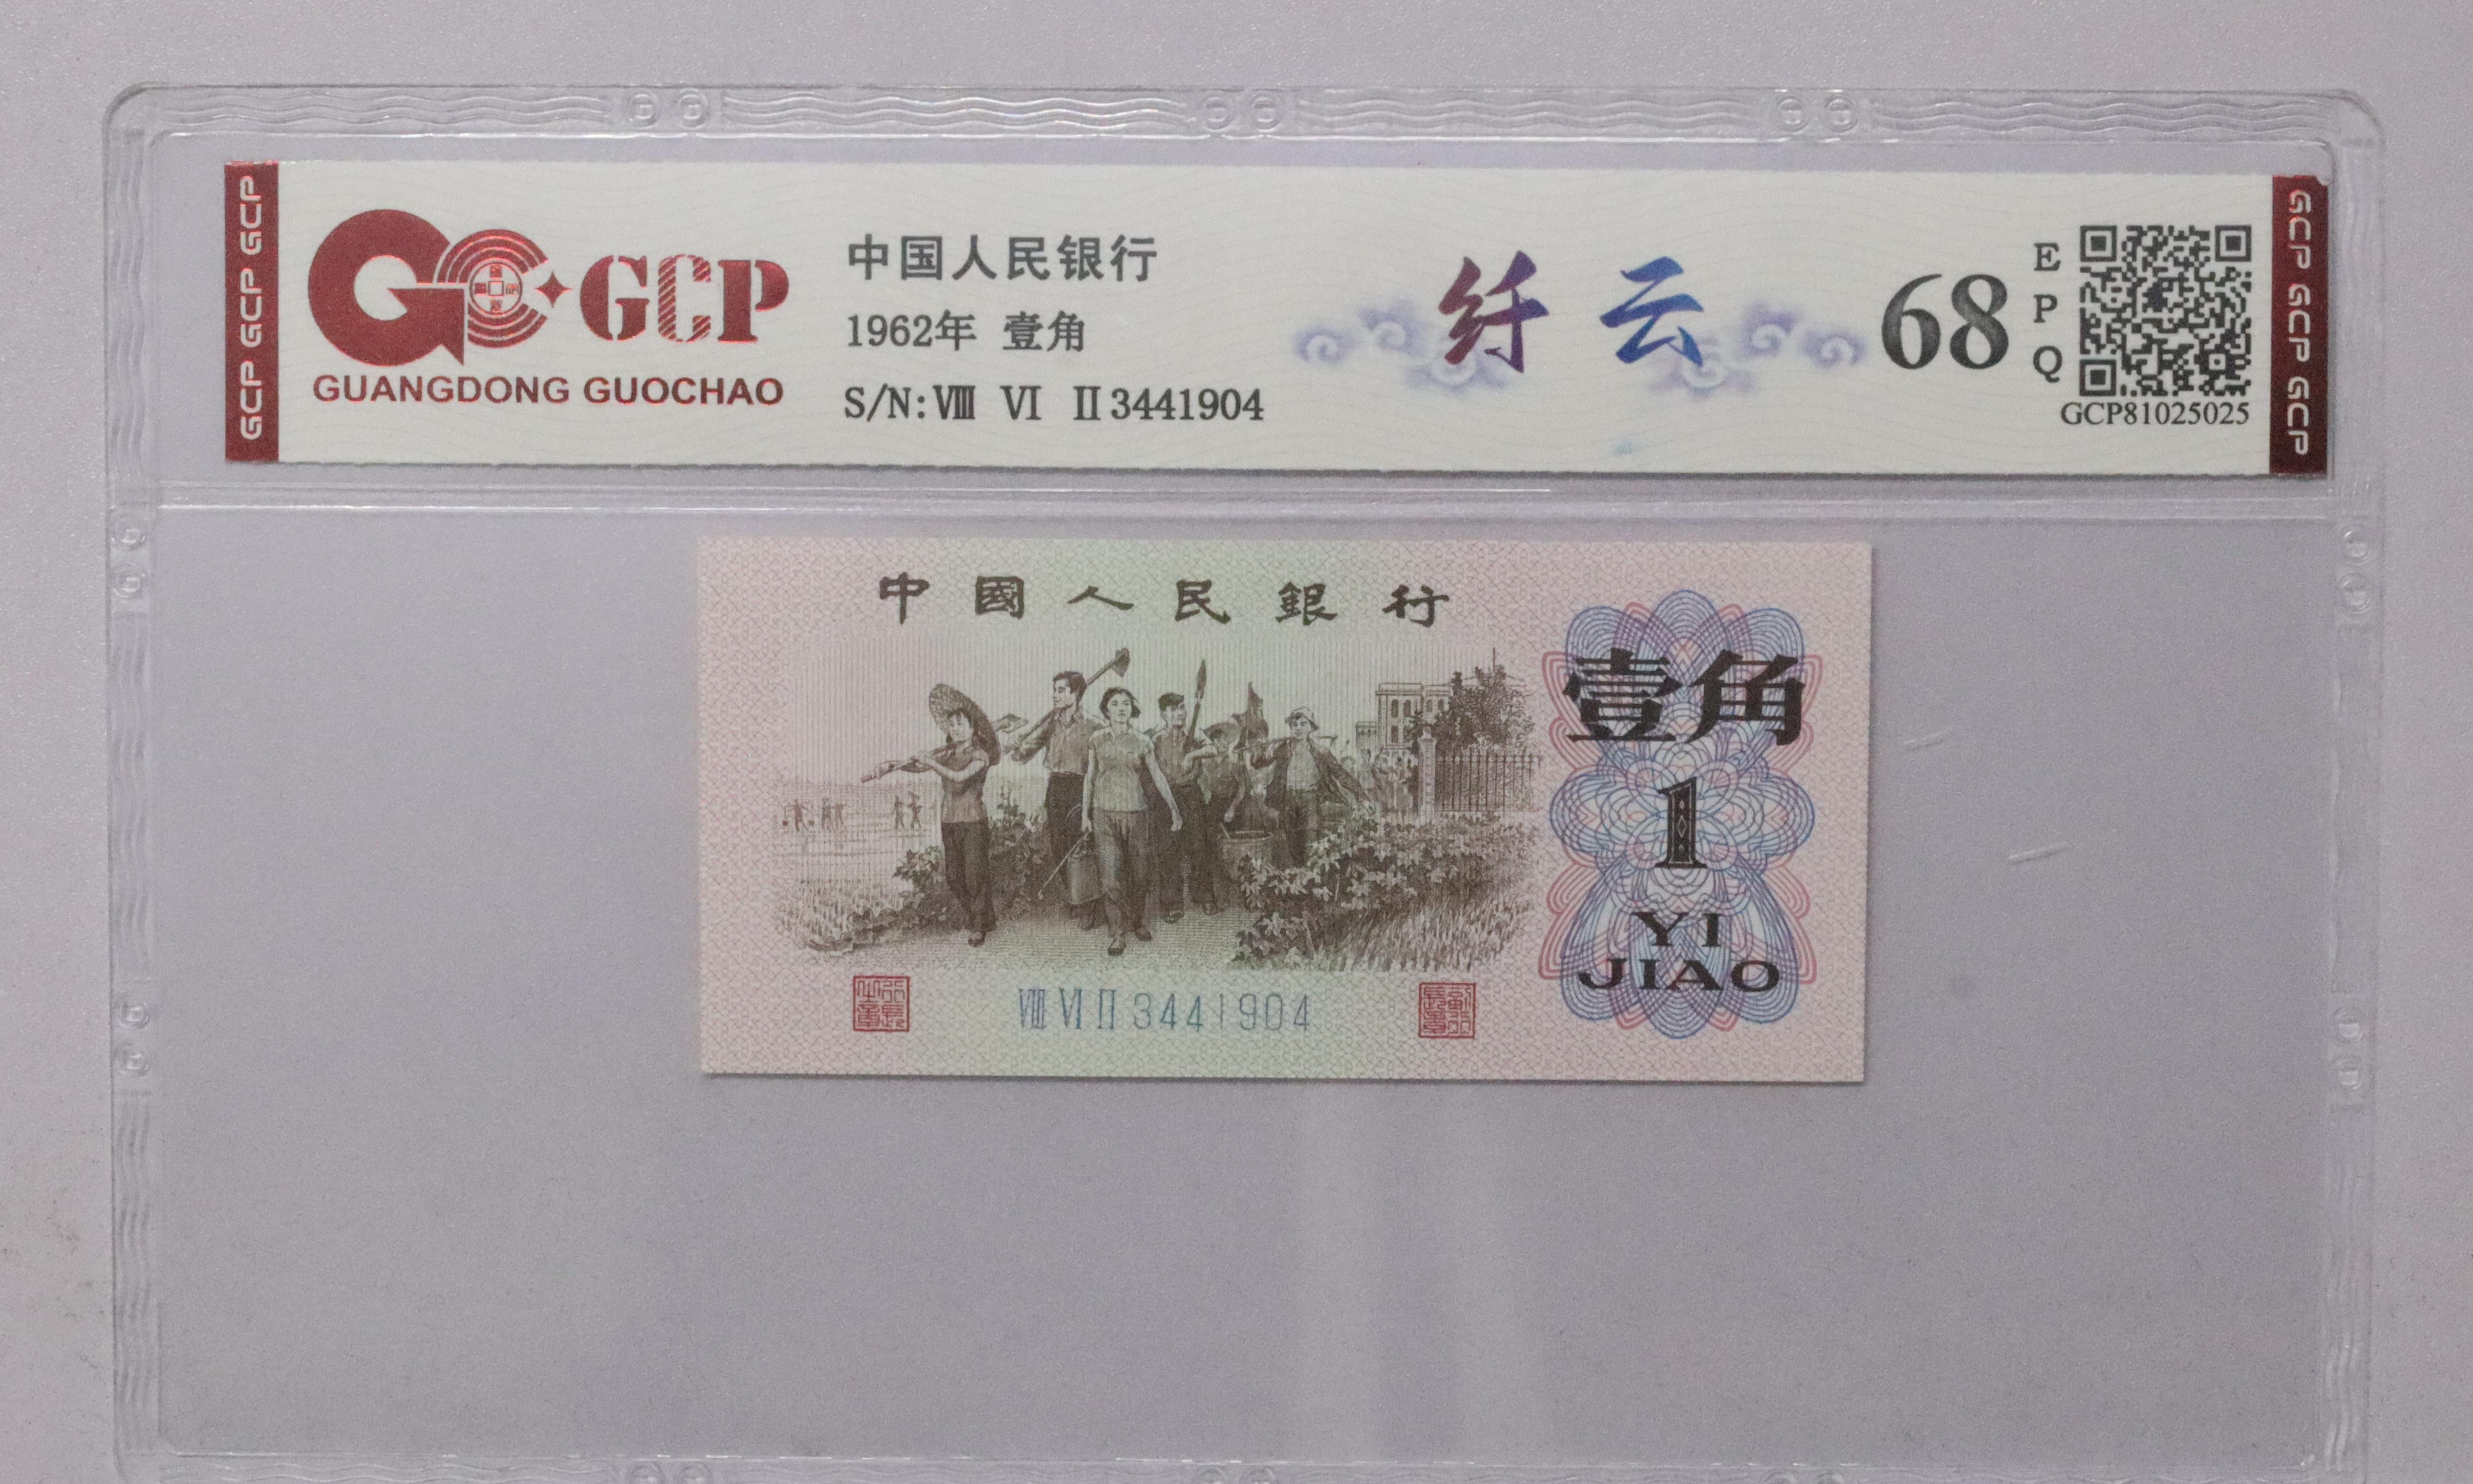 GCP GCP GCP
GCP
GUANGDONG GUOCHAO
中国人民银行
1962年 壹角
S/N:Ⅷ Ⅵ Ⅱ3441904
纤云
68
EPQ
GCP81025025
GCP GCP GCP
中國人民銀行
壹角
1
YI
JIAO
Ⅷ Ⅵ Ⅱ 3441904